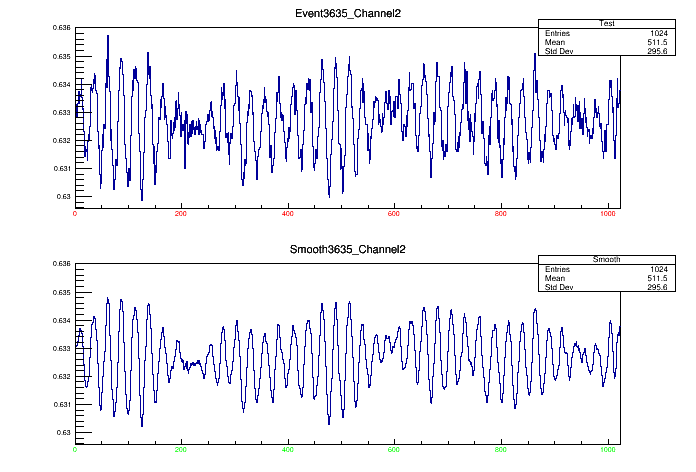 Event3635_Channel2
Test
Entries 1024
Mean 511.5
Std Dev 295.6
0.636
0.635
0.634
0.633
0.632
0.631
0.63
0 200 400 600 800 1000
Smooth3635_Channel2
Smooth
Entries 1024
Mean 511.5
Std Dev 295.6
0.636
0.635
0.634
0.633
0.632
0.631
0.63
0 200 400 600 800 1000